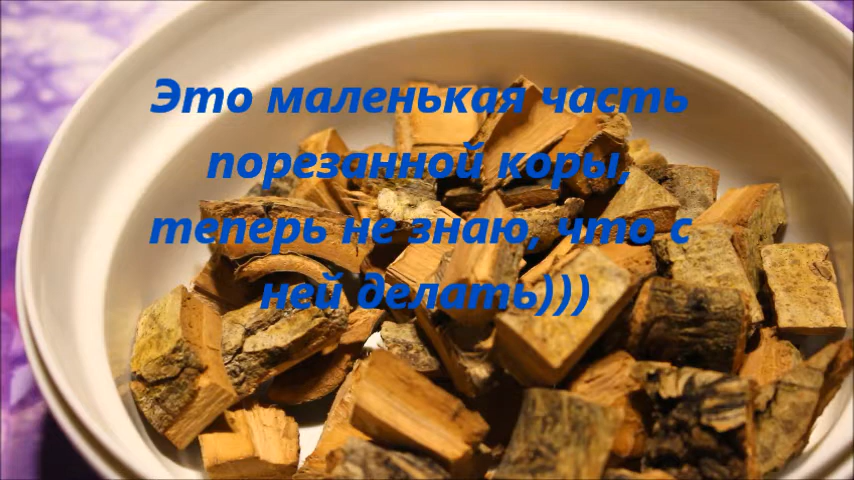 Это маленькая часть
порезанной коры,
теперь не знаю, что с
ней делать)))